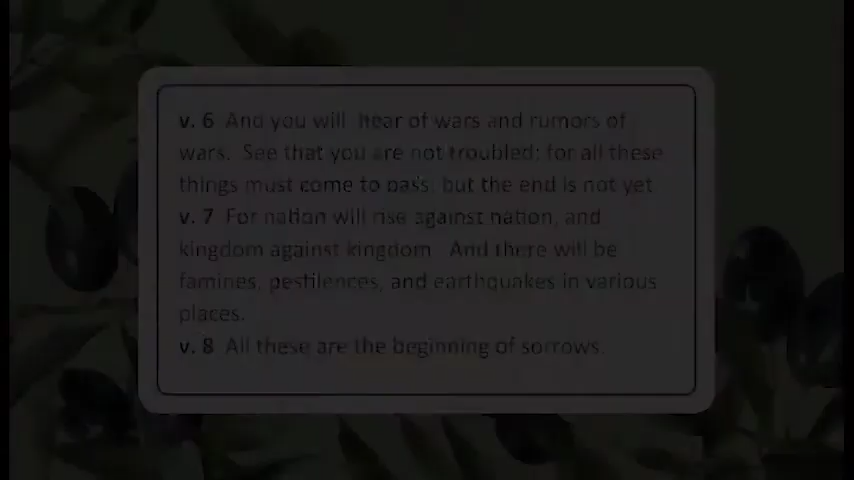 v. 6 And you will hear of wars and rumors of
wars. See that you are not troubled; for all these
things must come to pass, but the end is not yet
v. 7 For nation will rise against nation, and
kingdom against kingdom. And there will be
famines, pestilences, and earthquakes in various
places.
v. 8 All these are the beginning of sorrows.